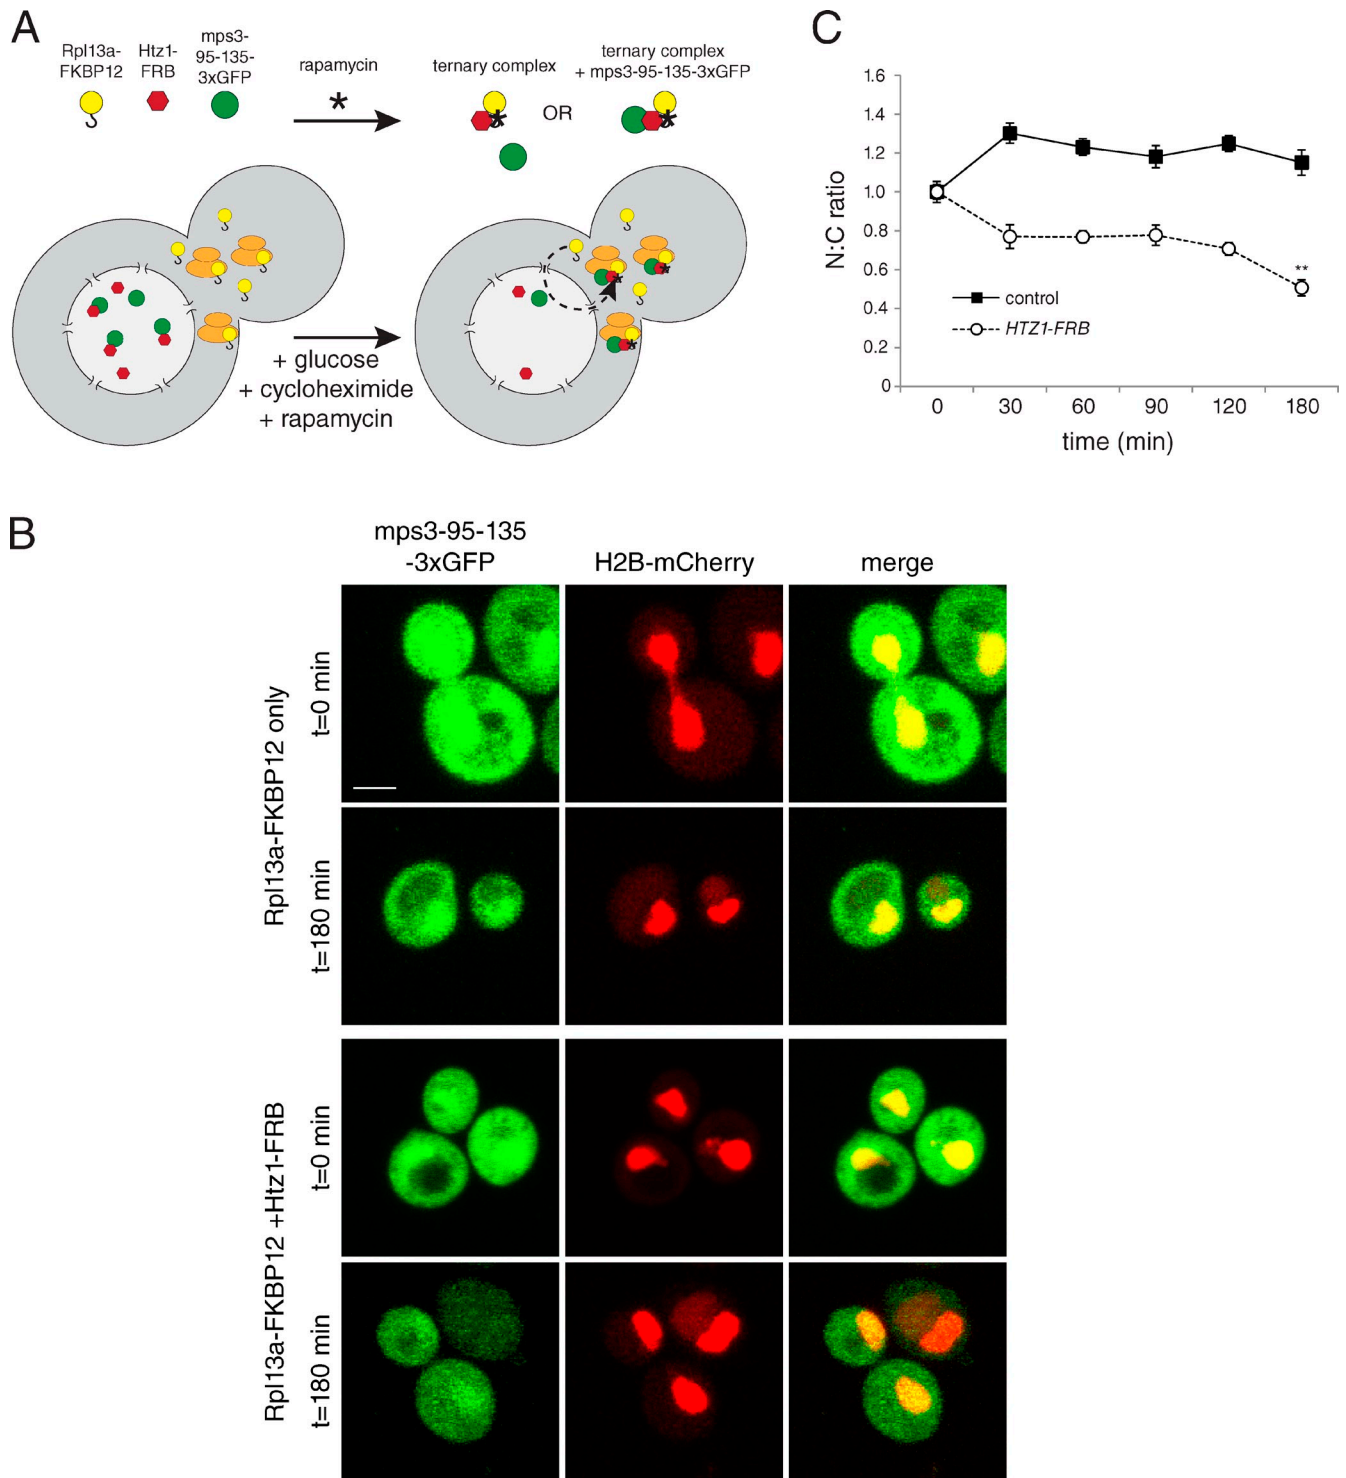 A
Rpl13a-
FKBP12
Htz1-
FRB
mps3-
95-135-
3xGFP
rapamycin
*
ternary complex
OR
ternary complex
+ mps3-95-135-3xGFP
*
*
+ glucose
+ cycloheximide
+ rapamycin
*
*
*
C
N:C ratio
1.6
1.4
1.2
1.0
0.8
0.6
0.4
0.2
0
**
control
HTZ1-FRB
0 30 60 90 120 180
time (min)
B
mps3-95-135
-3xGFP
H2B-mCherry
merge
Rpl13a-FKBP12 only
t=0 min
t=180 min
Rpl13a-FKBP12 +Htz1-FRB
t=0 min
t=180 min